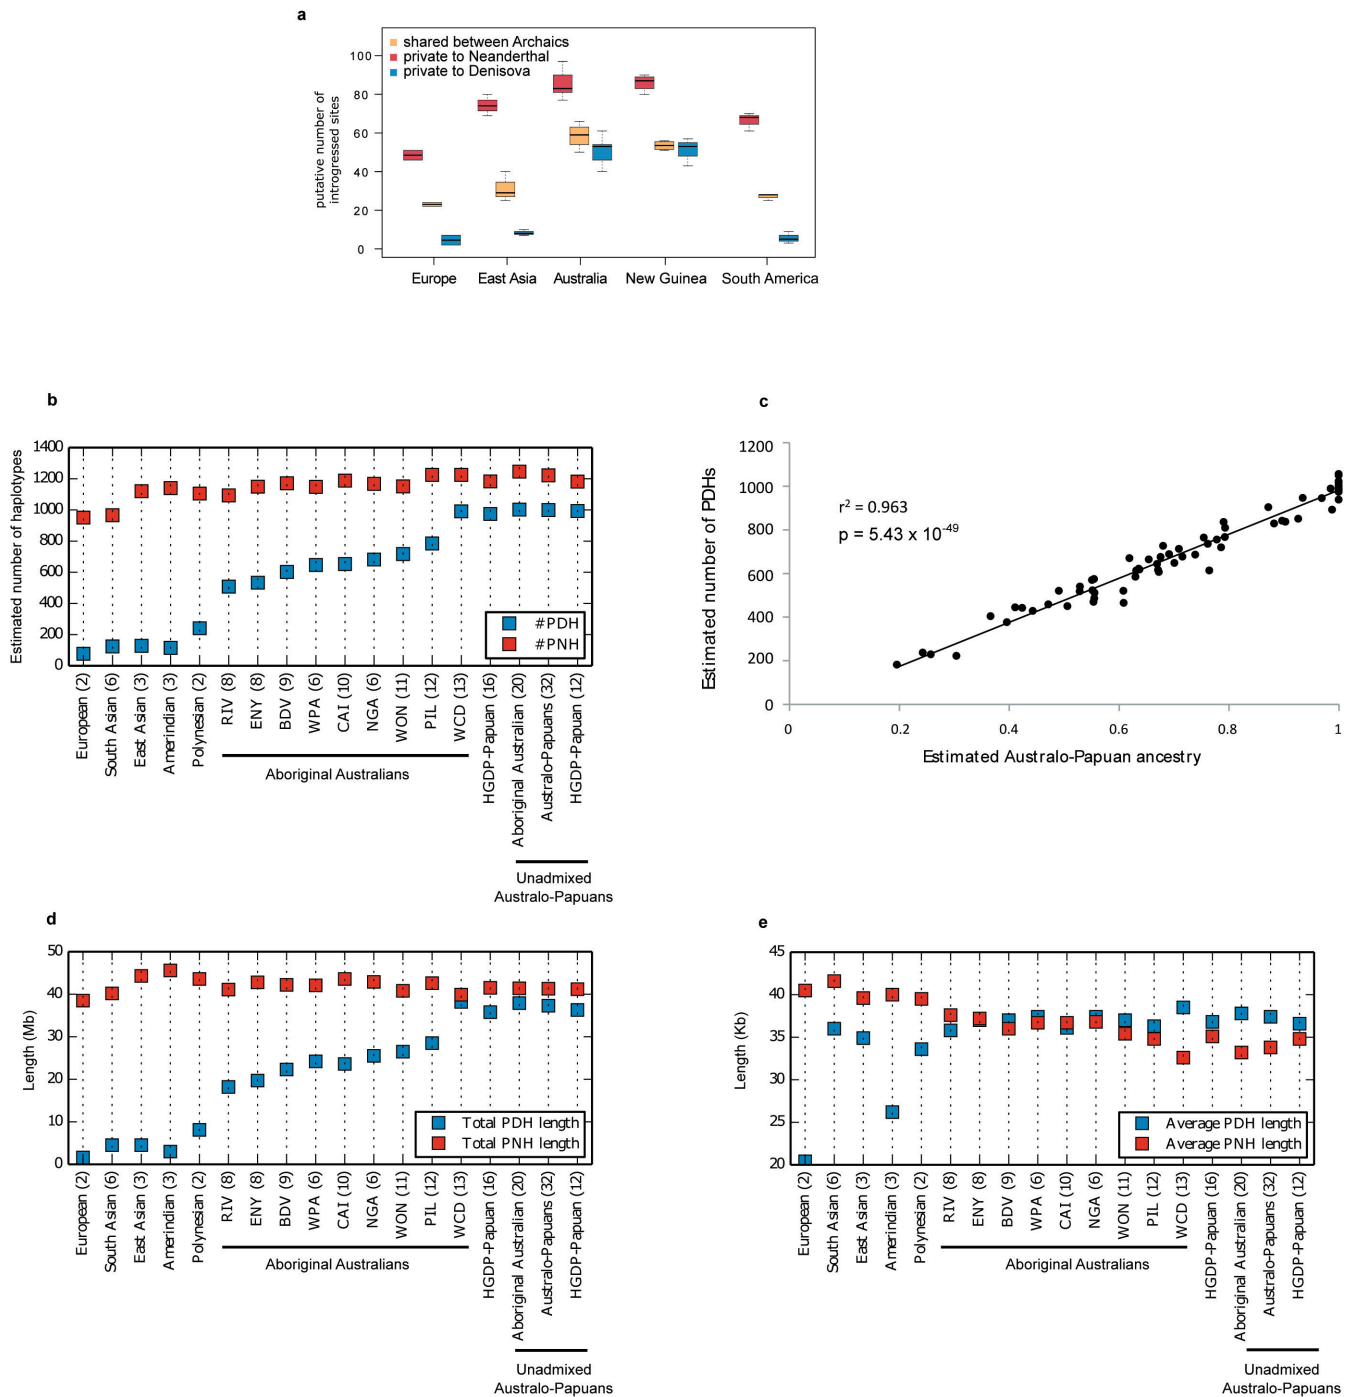 a
shared between Archaics
private to Neanderthal
private to Denisova
putative number of
introgressed sites
100
80
60
40
20
0
Europe
East Asia
Australia
New Guinea
South America
b
Estimated number of haplotypes
1400
1200
1000
800
600
400
200
0
#PDH
#PNH
European (2)
South Asian (6)
East Asian (3)
Amerindian (3)
Polynesian (2)
RIV (8)
ENY (8)
BDV (9)
WPA (6)
CAI (10)
NGA (6)
WON (11)
PIL (12)
WCD (13)
HGDP-Papuan (16)
Aboriginal Australian (20)
Australo-Papuans (32)
HGDP-Papuan (12)
Aboriginal Australians
Unadmixed
Australo-Papuans
c
Estimated number of PDHs
1200
1000
800
600
400
200
0
r² = 0.963
p = 5.43 x 10⁻⁴⁹
0
0.2
0.4
0.6
0.8
1
Estimated Australo-Papuan ancestry
d
Length (Mb)
50
40
30
20
10
0
Total PDH length
Total PNH length
European (2)
South Asian (6)
East Asian (3)
Amerindian (3)
Polynesian (2)
RIV (8)
ENY (8)
BDV (9)
WPA (6)
CAI (10)
NGA (6)
WON (11)
PIL (12)
WCD (13)
HGDP-Papuan (16)
Aboriginal Australian (20)
Australo-Papuans (32)
HGDP-Papuan (12)
Aboriginal Australians
Unadmixed
Australo-Papuans
e
Length (Kb)
45
40
35
30
25
20
Average PDH length
Average PNH length
European (2)
South Asian (6)
East Asian (3)
Amerindian (3)
Polynesian (2)
RIV (8)
ENY (8)
BDV (9)
WPA (6)
CAI (10)
NGA (6)
WON (11)
PIL (12)
WCD (13)
HGDP-Papuan (16)
Aboriginal Australian (20)
Australo-Papuans (32)
HGDP-Papuan (12)
Aboriginal Australians
Unadmixed
Australo-Papuans